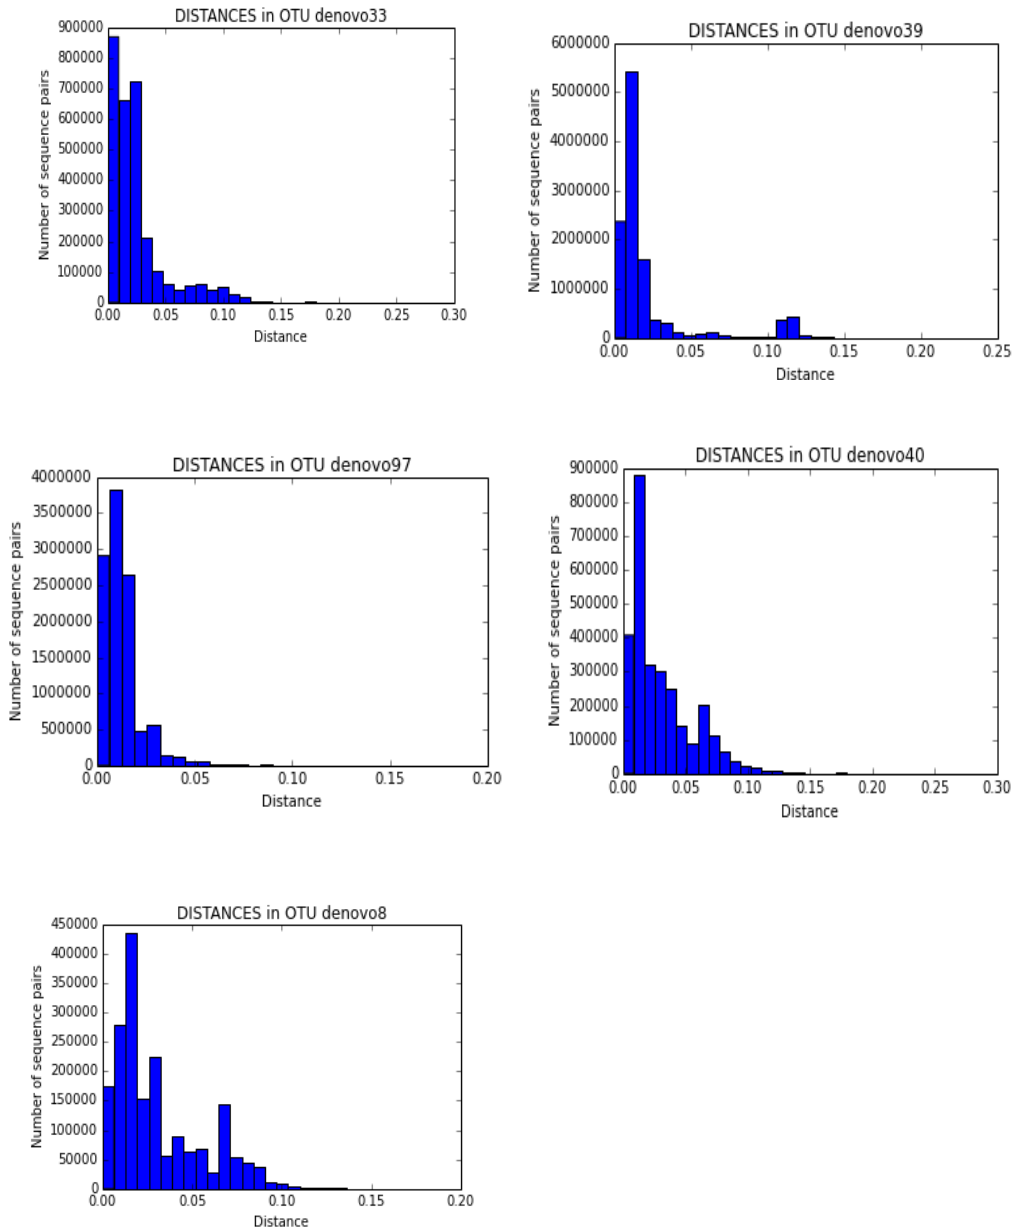 DISTANCES in OTU denovo33
900000
800000
700000
600000
500000
400000
300000
200000
100000
0
Number of sequence pairs
0.00 0.05 0.10 0.15 0.20 0.25 0.30
Distance
DISTANCES in OTU denovo39
6000000
5000000
4000000
3000000
2000000
1000000
0
Number of sequence pairs
0.00 0.05 0.10 0.15 0.20 0.25
Distance
DISTANCES in OTU denovo97
4000000
3500000
3000000
2500000
2000000
1500000
1000000
500000
0
Number of sequence pairs
0.00 0.05 0.10 0.15 0.20
Distance
DISTANCES in OTU denovo40
900000
800000
700000
600000
500000
400000
300000
200000
100000
0
Number of sequence pairs
0.00 0.05 0.10 0.15 0.20 0.25 0.30
Distance
DISTANCES in OTU denovo8
450000
400000
350000
300000
250000
200000
150000
100000
50000
0
Number of sequence pairs
0.00 0.05 0.10 0.15 0.20
Distance